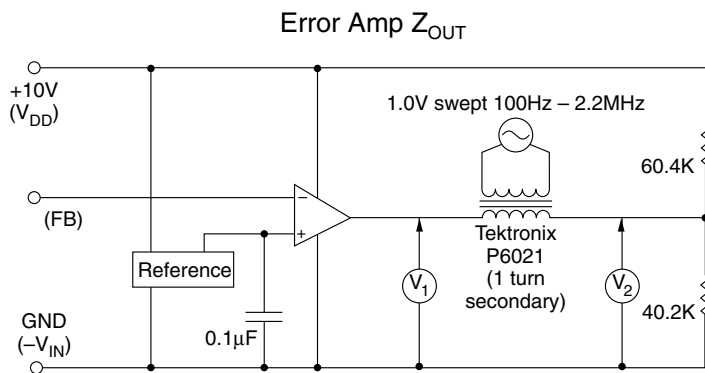 Error Amp Z_OUT
+10V
(V_DD)
1.0V swept 100Hz – 2.2MHz
60.4K
(FB)
−
+
Reference
Tektronix
P6021
(1 turn
secondary)
V_1
V_2
40.2K
0.1µF
GND
(–V_IN)